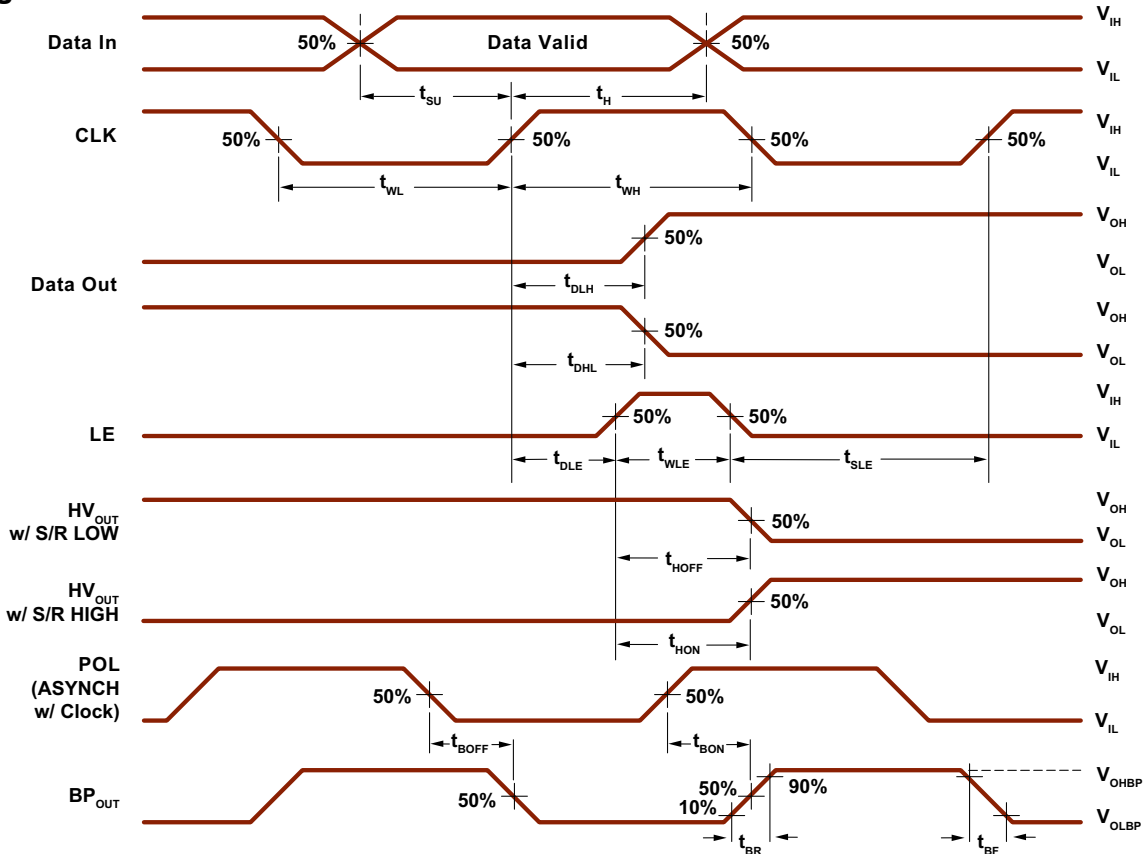 Data In 50% Data Valid 50% V_IH
V_IL
t_SU t_H
CLK 50% 50% 50% 50% V_IH
V_IL
t_WL t_WH
V_OH
50%
V_OL
Data Out t_DLH
V_OH
50%
V_OL
t_DHL
V_IH
LE 50% 50% V_IL
t_DLE t_WLE t_SLE
HV_OUT V_OH
w/ S/R LOW 50% V_OL
t_HOFF
HV_OUT V_OH
w/ S/R HIGH 50% V_OL
t_HON
POL
(ASYNCH V_IH
w/ Clock) 50% 50% V_IL
t_BOFF t_BON
BP_OUT 50% 10% 50% 90% V_OHBP
V_OLBP
t_BR t_BF